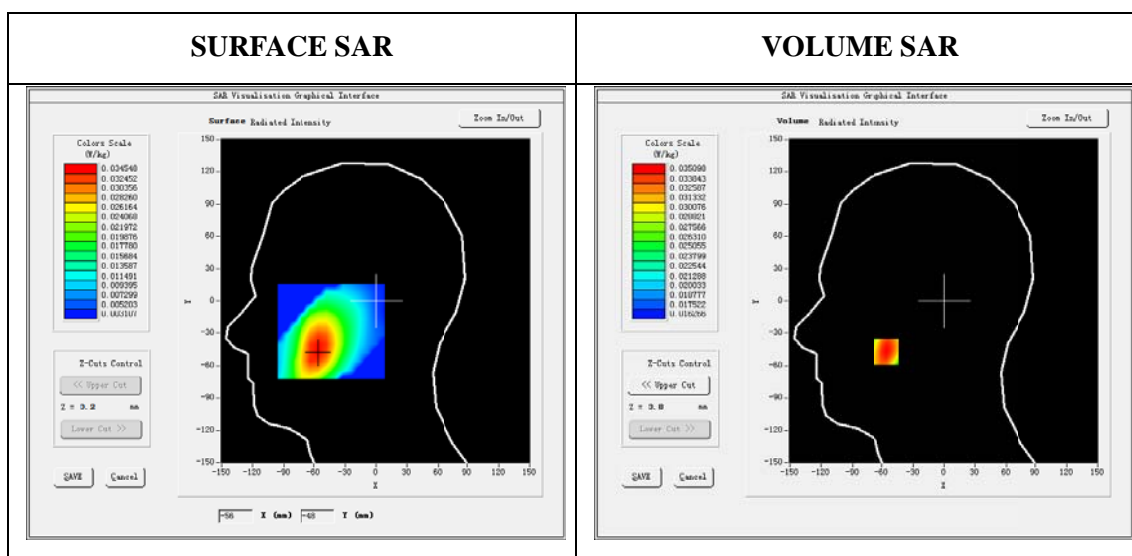 SURFACE SAR
SAR Visualisation Graphical Interface
Surface Radiated Intensity
Zoom In/Out
Colors Scale
(W/kg)
0.034548
0.032452
0.030356
0.028260
0.026164
0.024068
0.021972
0.019876
0.017780
0.015684
0.013587
0.011491
0.009395
0.007299
0.005203
0.003107
Z-Cuts Control
<< Upper Cut
Z = 3.2 mm
Lower Cut >>
SAVE Cancel
150
120
90
60
30
0
-30
-60
-90
-120
-150
Y
-150 -120 -90 -60 -30 0 30 60 90 120 150
X
-56 X (mm) -48 Y (mm)
VOLUME SAR
SAR Visualisation Graphical Interface
Volume Radiated Intensity
Zoom In/Out
Colors Scale
(W/kg)
0.035098
0.033843
0.032587
0.031332
0.030076
0.028821
0.027566
0.026310
0.025055
0.023799
0.022544
0.021288
0.020033
0.018777
0.017522
0.016266
Z-Cuts Control
<< Upper Cut
Z = 3.8 mm
Lower Cut >>
SAVE Cancel
150
120
90
60
30
0
-30
-60
-90
-120
-150
Y
-150 -120 -90 -60 -30 0 30 60 90 120 150
X